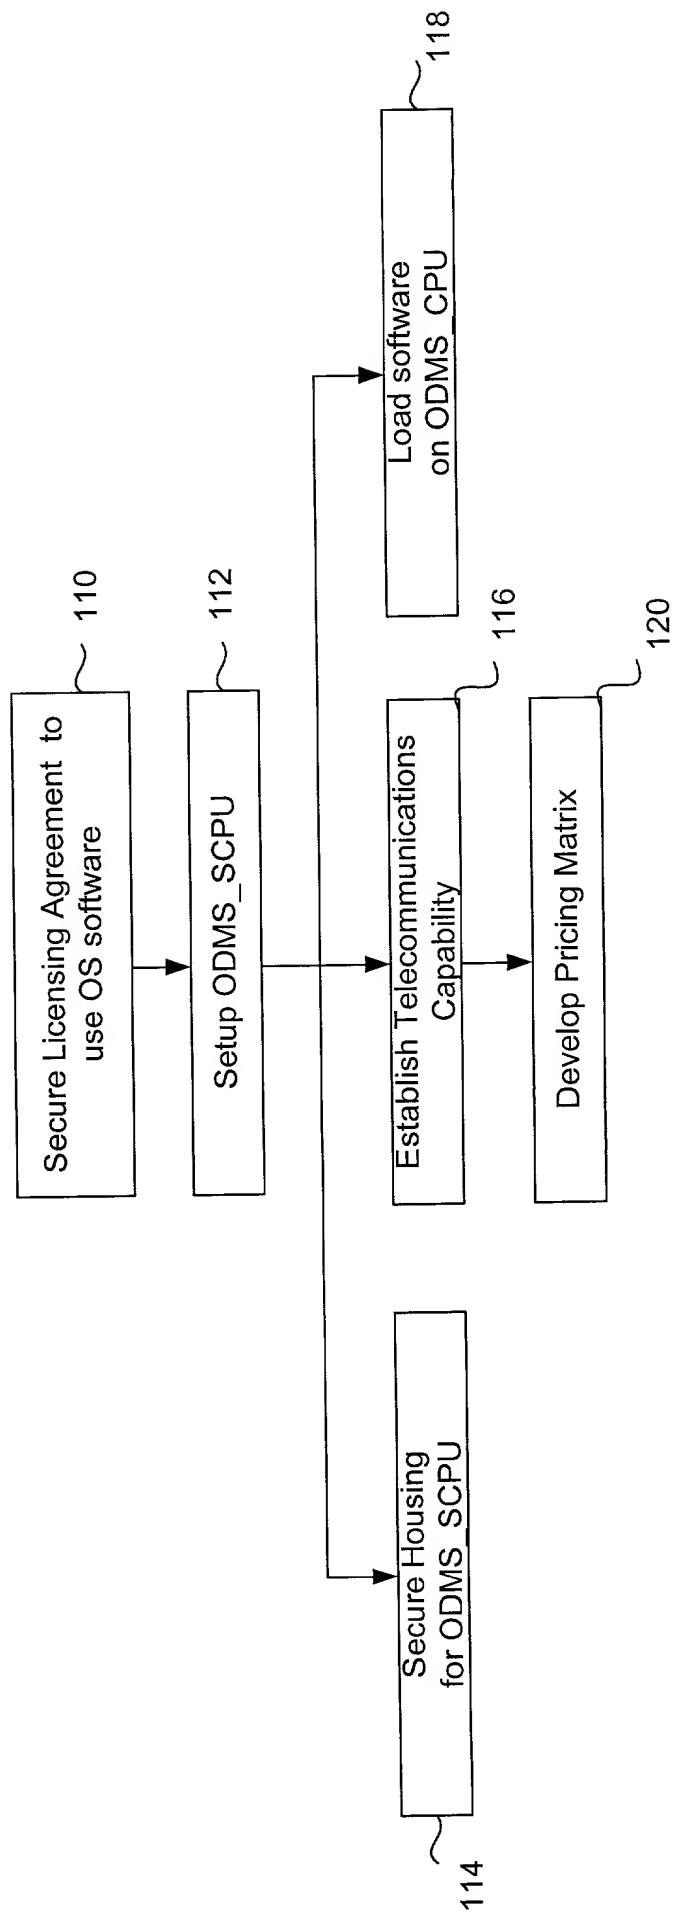 Secure Licensing Agreement to
use OS software
110
Setup ODMS_SCPU
112
Secure Housing
for ODMS_SCPU
114
Establish Telecommunications
Capability
116
Load software
on ODMS_CPU
118
Develop Pricing Matrix
120